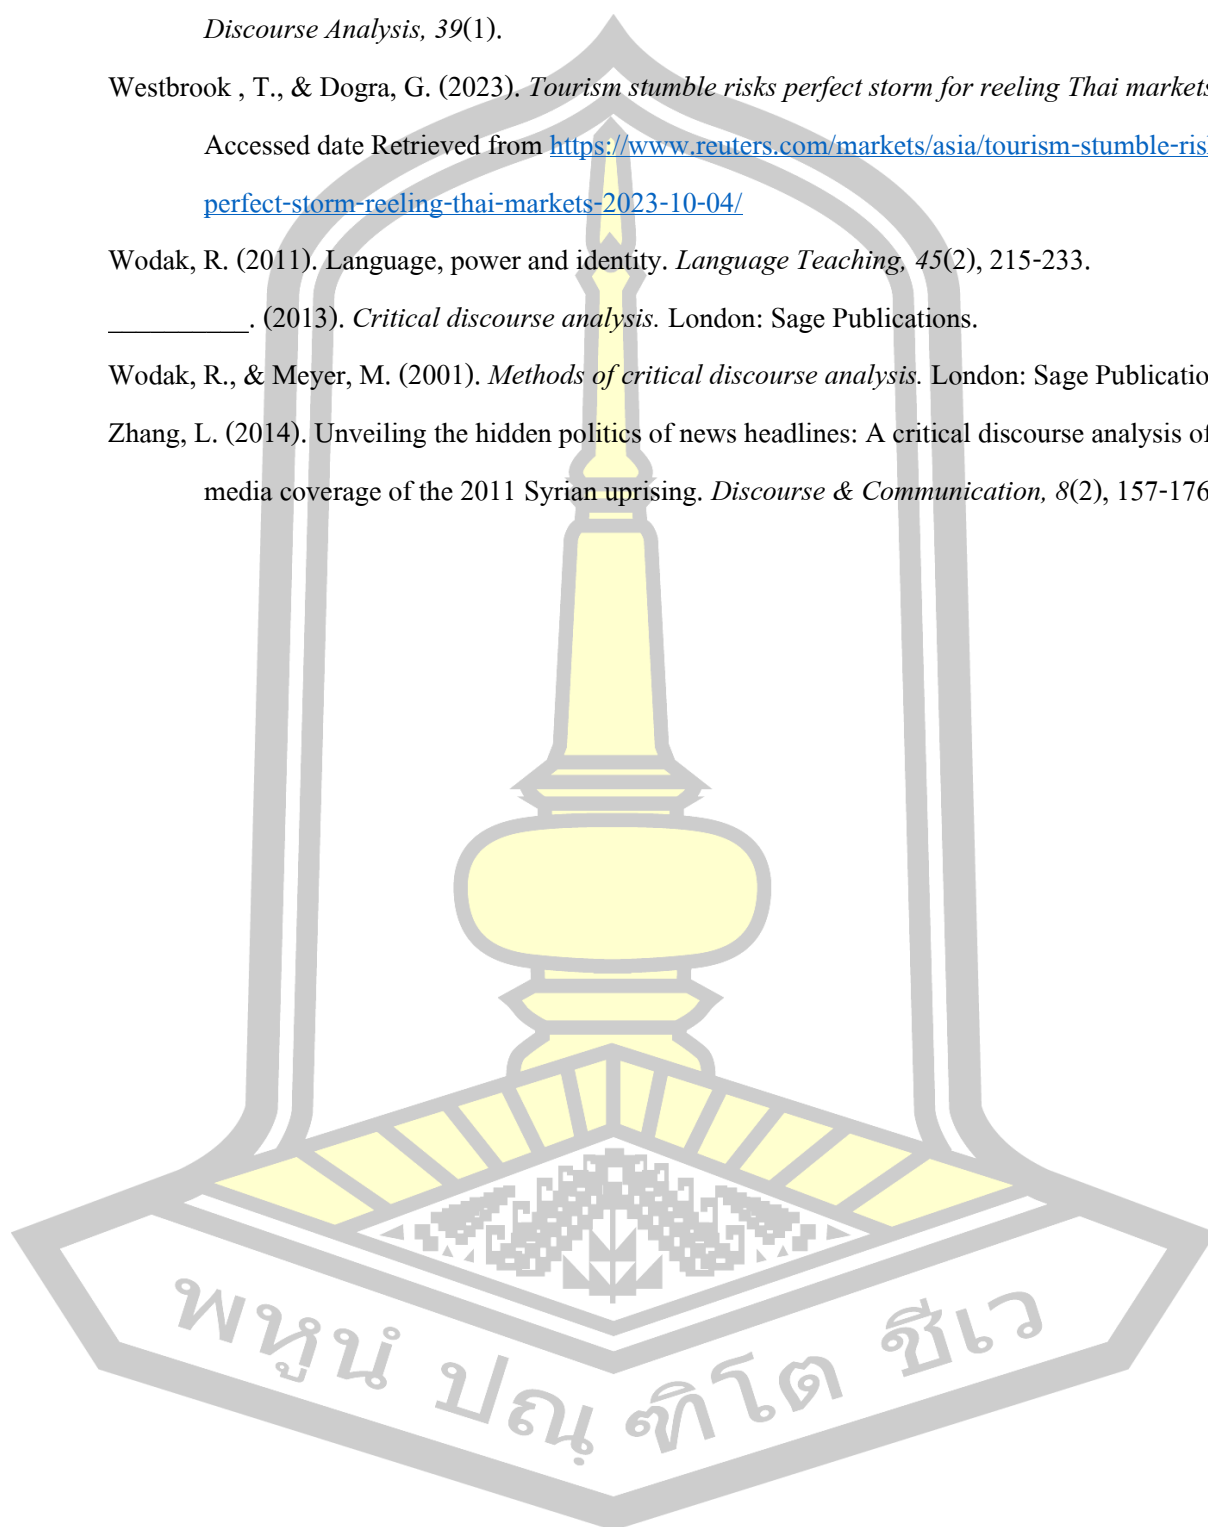 Discourse Analysis, 39(1).
Westbrook , T., & Dogra, G. (2023). Tourism stumble risks perfect storm for reeling Thai markets
Accessed date Retrieved from https://www.reuters.com/markets/asia/tourism-stumble-ris
perfect-storm-reeling-thai-markets-2023-10-04/
Wodak, R. (2011). Language, power and identity. Language Teaching, 45(2), 215-233.
__________. (2013). Critical discourse analysis. London: Sage Publications.
Wodak, R., & Meyer, M. (2001). Methods of critical discourse analysis. London: Sage Publicatio
Zhang, L. (2014). Unveiling the hidden politics of news headlines: A critical discourse analysis of
media coverage of the 2011 Syrian uprising. Discourse & Communication, 8(2), 157-176
พหูนํ ปณฺฑิโต ชีเว